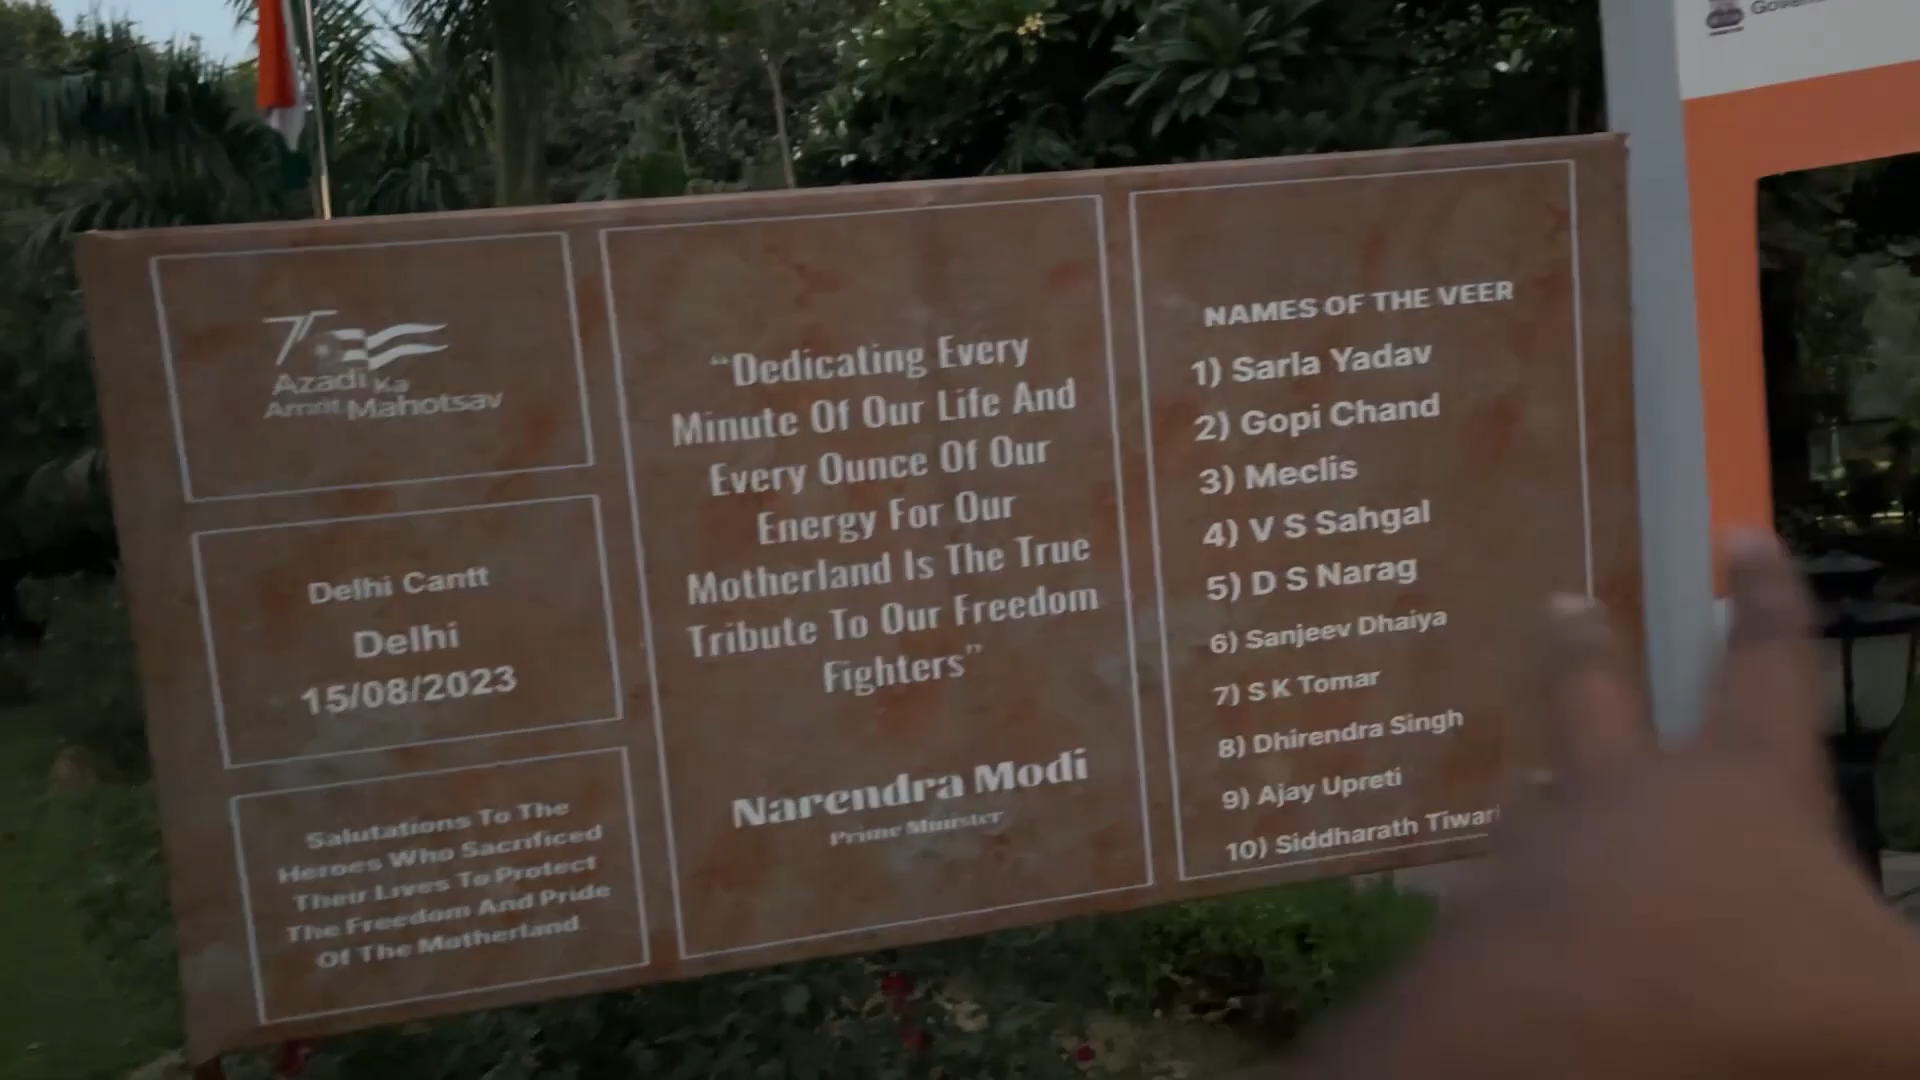 75
Azadi Ka
Amrit Mahotsav
Delhi Cantt
Delhi
15/08/2023
Salutations To The
Heroes Who Sacrificed
Their Lives To Protect
The Freedom And Pride
Of The Motherland
“Dedicating Every
Minute Of Our Life And
Every Ounce Of Our
Energy For Our
Motherland Is The True
Tribute To Our Freedom
Fighters”
Narendra Modi
Prime Minister
NAMES OF THE VEER
1) Sarla Yadav
2) Gopi Chand
3) Meclis
4) V S Sahgal
5) D S Narag
6) Sanjeev Dhaiya
7) S K Tomar
8) Dhirendra Singh
9) Ajay Upreti
10) Siddharath Tiwari